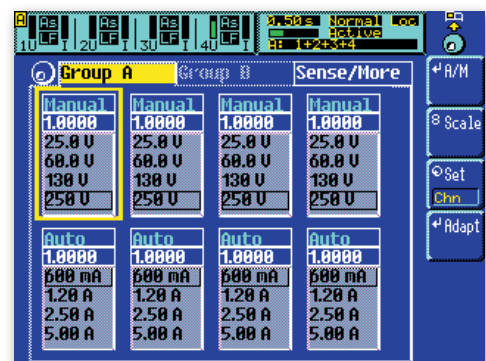 A As LF 1U I As LF 2U I As LF 3U I As LF 4U I
0.50s Normal Loc
Active
A: 1+2+3+4
Group A Group B Sense/More
A/M
8 Scale
Set
Chn
Adapt
Manual Manual Manual Manual
1.0000 1.0000 1.0000 1.0000
25.0 V 25.0 V 25.0 V 25.0 V
60.0 V 60.0 V 60.0 V 60.0 V
130 V 130 V 130 V 130 V
250 V 250 V 250 V 250 V
Auto Auto Auto Auto
1.0000 1.0000 1.0000 1.0000
600 mA 600 mA 600 mA 600 mA
1.20 A 1.20 A 1.20 A 1.20 A
2.50 A 2.50 A 2.50 A 2.50 A
5.00 A 5.00 A 5.00 A 5.00 A